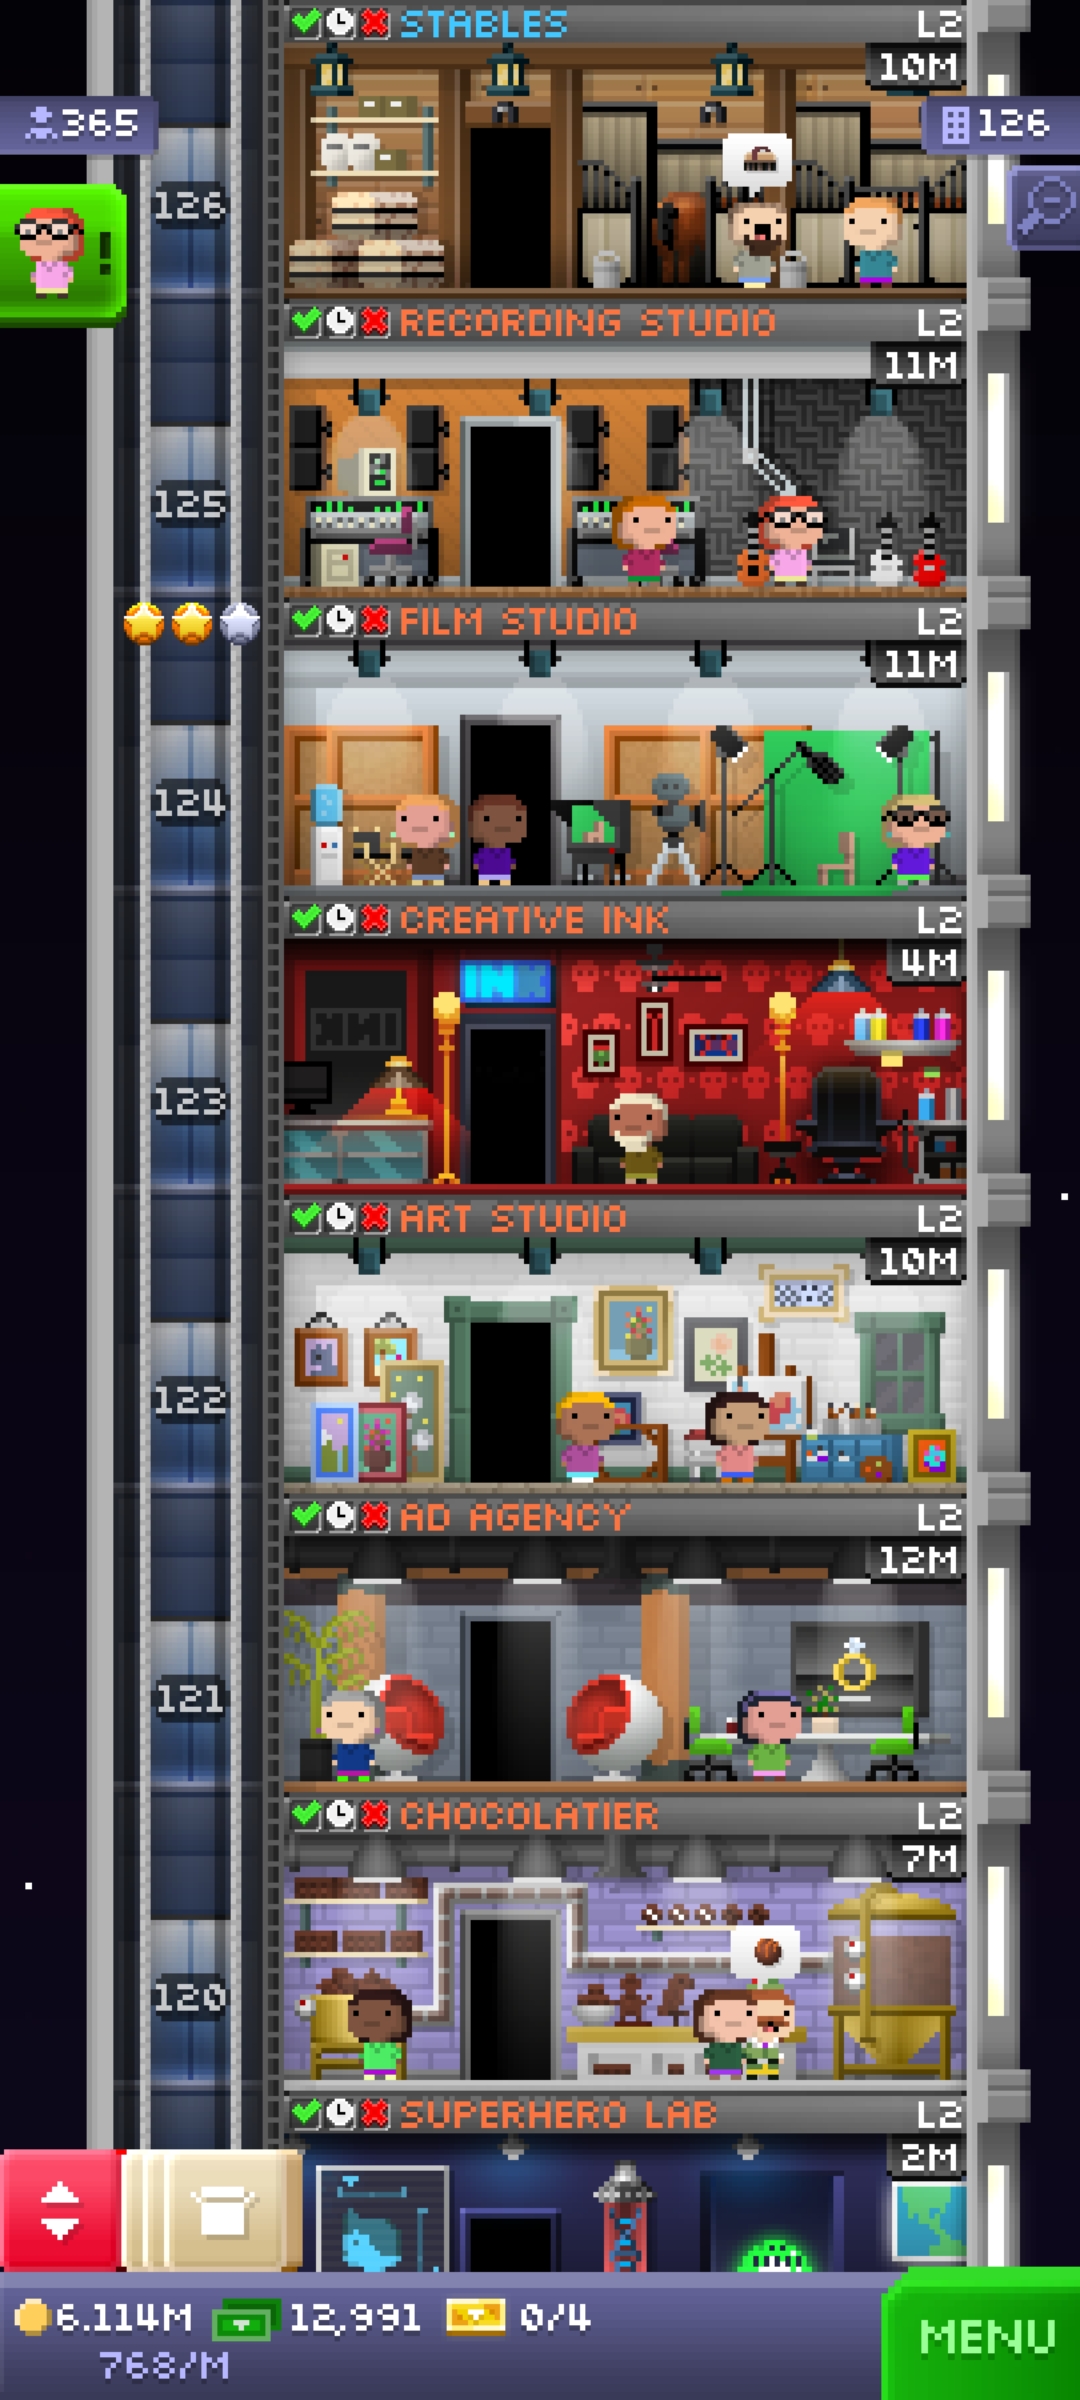 STABLES L2
10M
365
126
126
RECORDING STUDIO L2
11M
125
FILM STUDIO L2
11M
124
CREATIVE INK L2
4M
INK
123
ART STUDIO L2
10M
122
AD AGENCY L2
12M
121
CHOCOLATIER L2
7M
120
SUPERHERO LAB L2
2M
6.114M 12,991 0/4
768/M
MENU